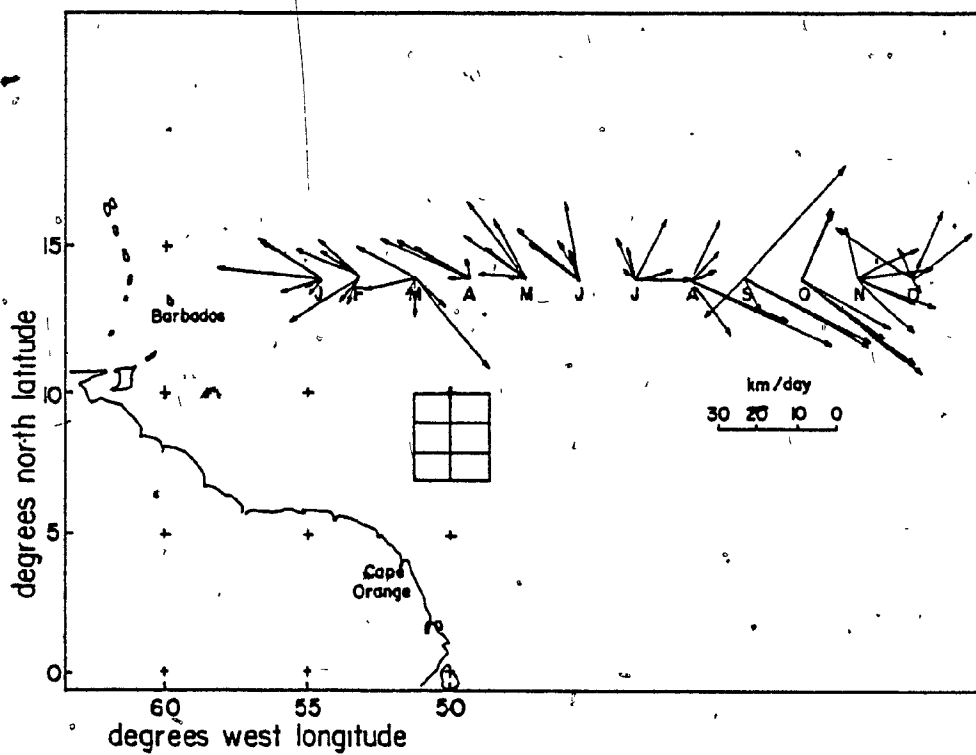 15
J F M A M J J A S O N D
Barbados
km/day
10
30 20 10 0
degrees north latitude
5
Cape
Orange
0
60 55 50
degrees west longitude